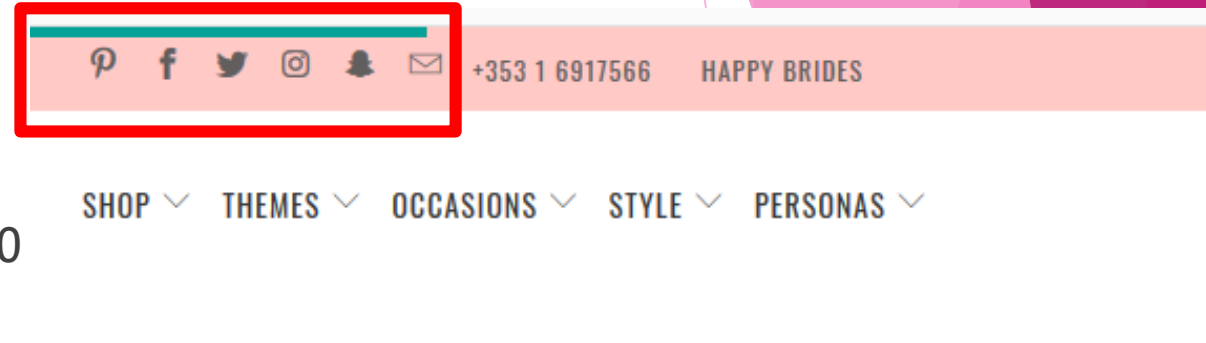 +353 1 6917566 HAPPY BRIDES
SHOP THEMES OCCASIONS STYLE PERSONAS
0